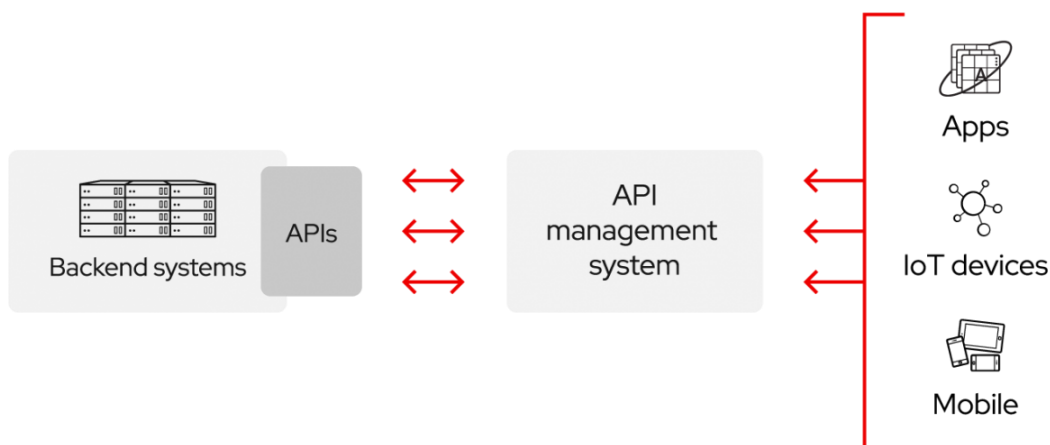 Backend systems
APIs
API
management
system
A
Apps
IoT devices
Mobile